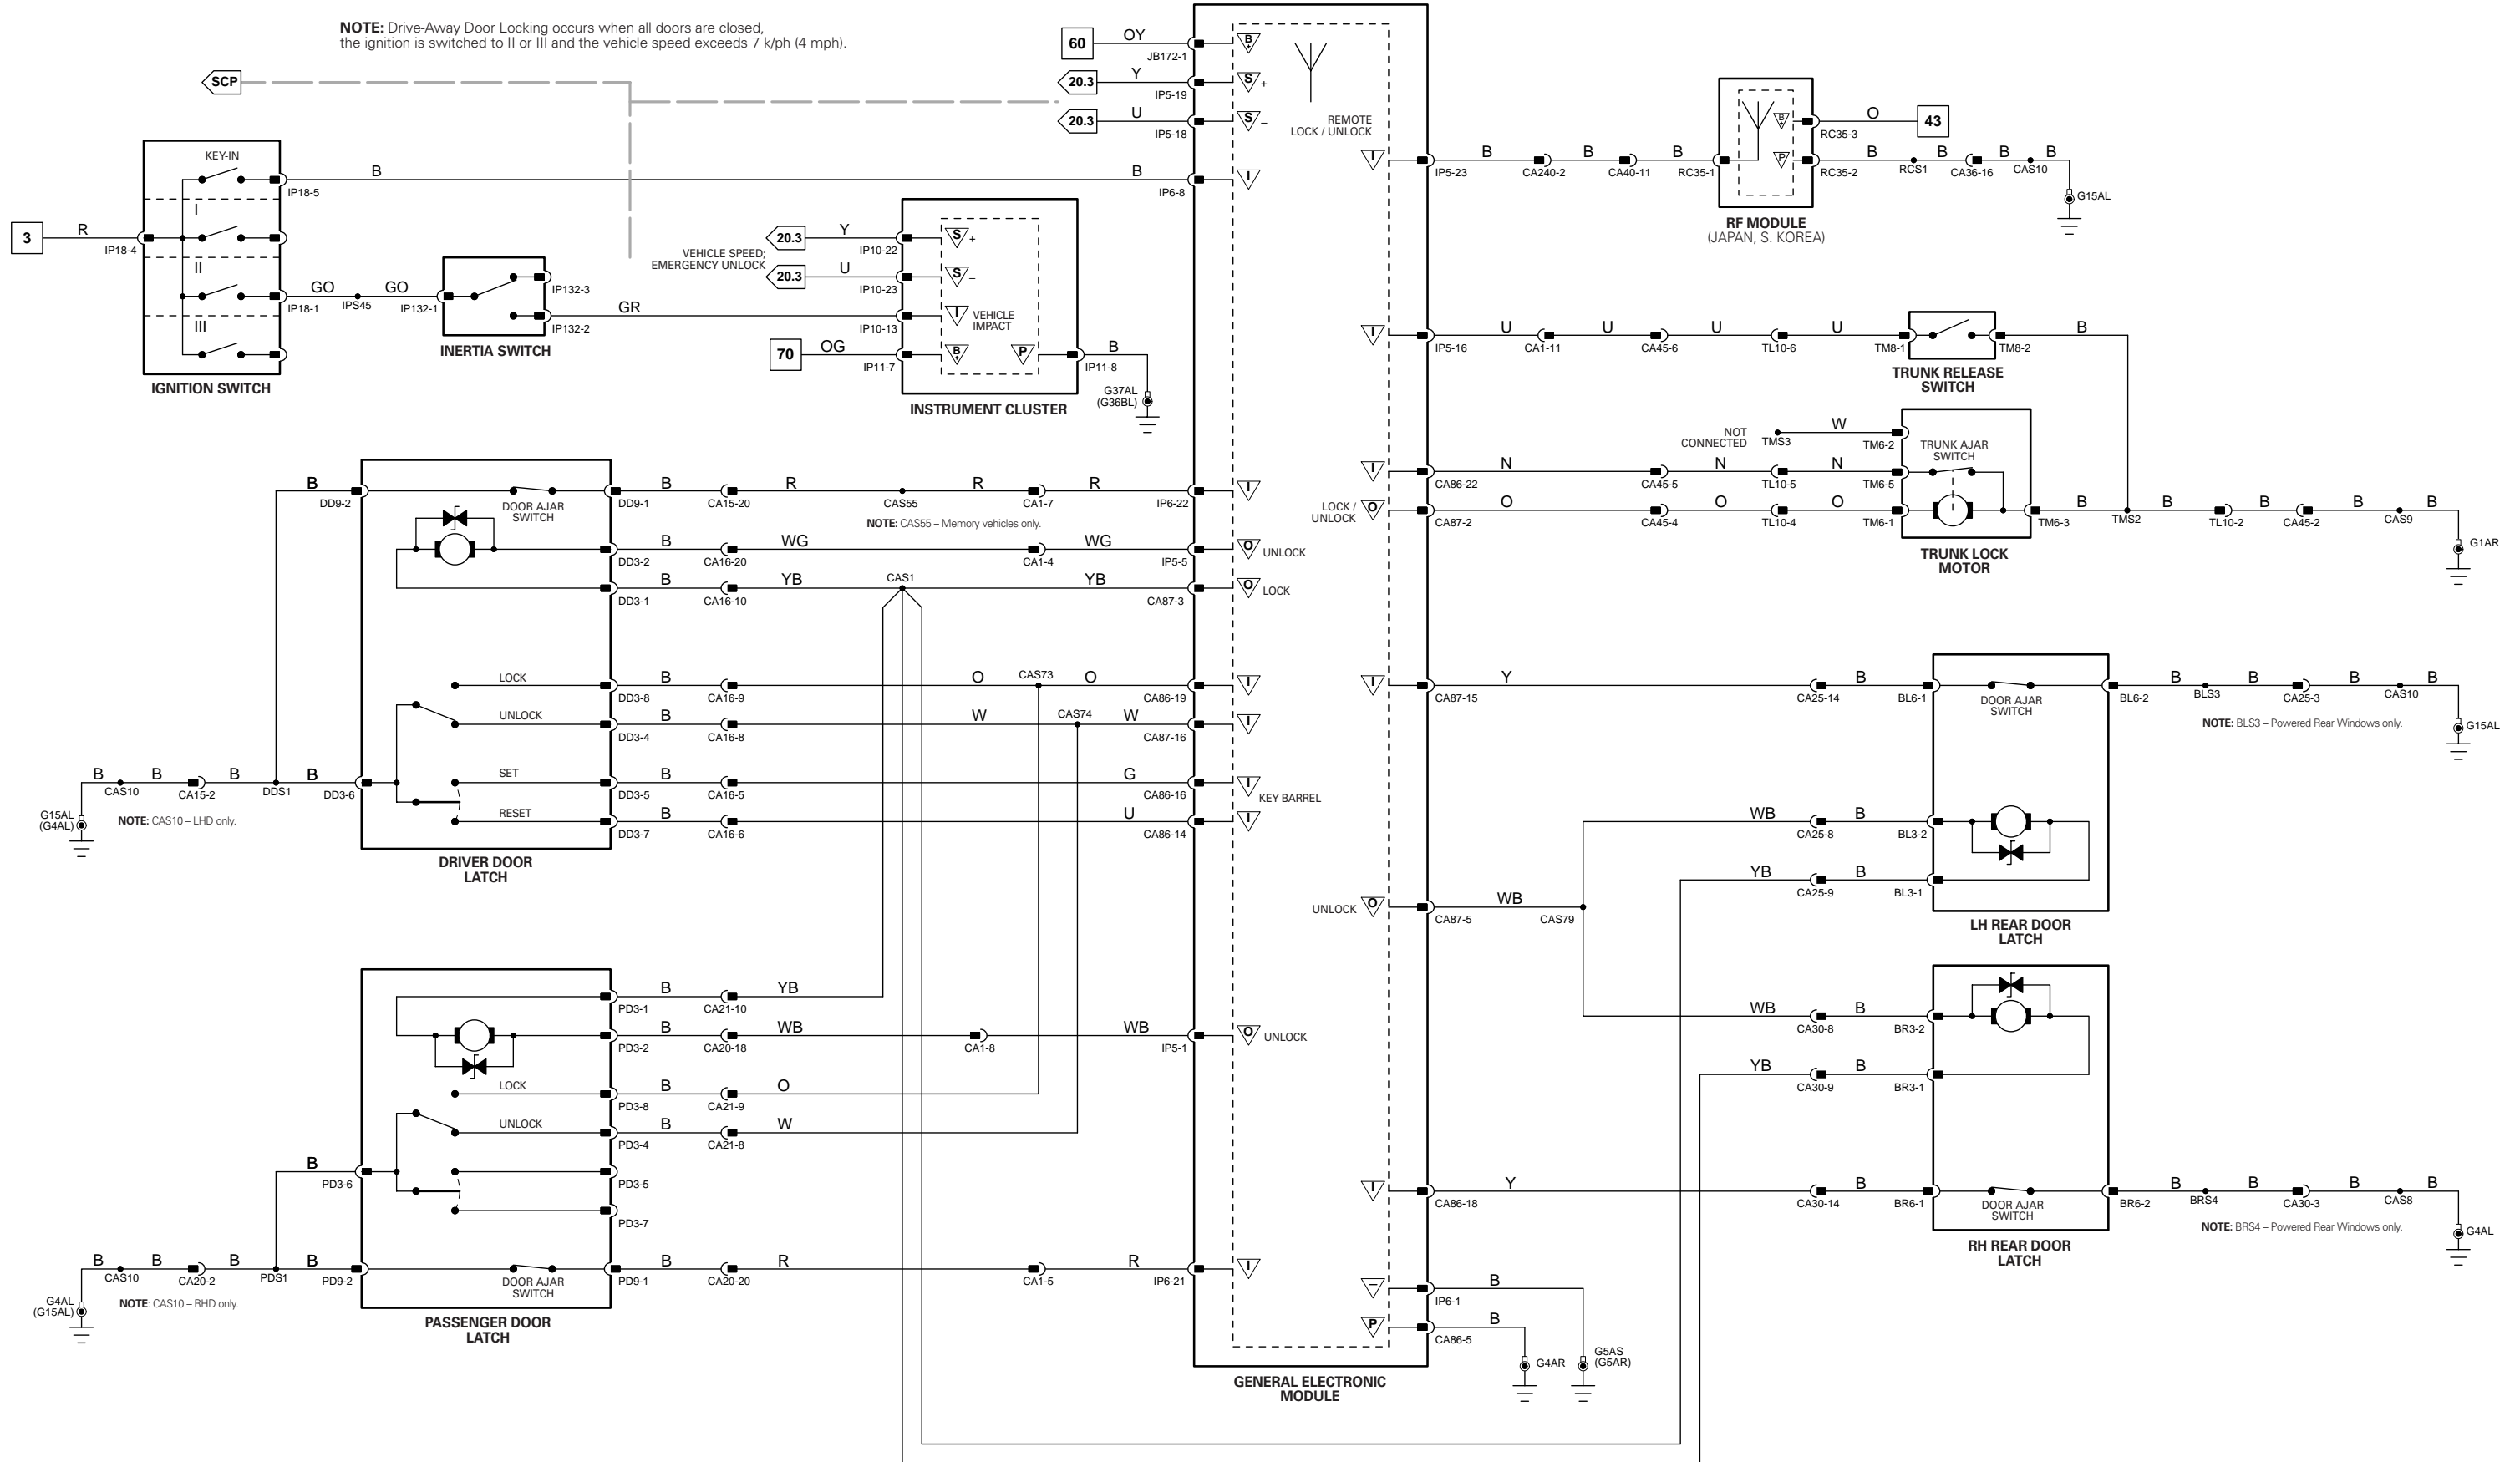 NOTE: Drive-Away Door Locking occurs when all doors are closed,
the ignition is switched to II or III and the vehicle speed exceeds 7 k/ph (4 mph).
SCP
60
OY
JB172-1
B
+
20.3
Y
IP5-19
S
+
20.3
U
IP5-18
S
–
REMOTE
LOCK / UNLOCK
KEY-IN
B
IP18-5
B
IP6-8
I
3
R
IP18-4
I
II
III
GO
IP18-1
IPS45
GO
IP132-1
IP132-3
IP132-2
GR
INERTIA SWITCH
IGNITION SWITCH
VEHICLE SPEED;
EMERGENCY UNLOCK
20.3
Y
IP10-22
S
+
20.3
U
IP10-23
S
–
IP10-13
I
VEHICLE
IMPACT
70
OG
IP11-7
B
+
P
IP11-8
B
G37AL
(G36BL)
INSTRUMENT CLUSTER
I
IP5-23
B
CA240-2
B
CA40-11
B
RC35-1
B
+
RC35-3
O
43
P
RC35-2
B
RCS1
B
CA36-16
B
CAS10
B
G15AL
RF MODULE
(JAPAN, S. KOREA)
I
IP5-16
U
CA1-11
U
CA45-6
U
TL10-6
U
TM8-1
TM8-2
B
TRUNK RELEASE
SWITCH
NOT
CONNECTED
TMS3
W
TM6-2
TRUNK AJAR
SWITCH
I
CA86-22
N
CA45-5
N
TL10-5
N
TM6-5
LOCK /
UNLOCK
O
CA87-2
O
CA45-4
O
TL10-4
O
TM6-1
TM6-3
B
TMS2
B
TL10-2
B
CA45-2
B
CAS9
B
G1AR
TRUNK LOCK
MOTOR
B
DD9-2
DOOR AJAR
SWITCH
DD9-1
B
CA15-20
R
CAS55
R
CA1-7
R
IP6-22
I
NOTE: CAS55 – Memory vehicles only.
DD3-2
B
CA16-20
WG
CA1-4
WG
IP5-5
O
UNLOCK
DD3-1
B
CA16-10
YB
CAS1
YB
CA87-3
O
LOCK
LOCK
DD3-8
B
CA16-9
O
CAS73
O
CA86-19
I
UNLOCK
DD3-4
B
CA16-8
W
CAS74
W
CA87-16
I
B
CAS10
B
CA15-2
B
DDS1
B
DD3-6
SET
DD3-5
B
CA16-5
G
CA86-16
I
KEY BARREL
G15AL
(G4AL)
NOTE: CAS10 – LHD only.
RESET
DD3-7
B
CA16-6
U
CA86-14
I
DRIVER DOOR
LATCH
I
CA87-15
Y
CA25-14
B
BL6-1
DOOR AJAR
SWITCH
BL6-2
B
BLS3
B
CA25-3
B
CAS10
B
G15AL
NOTE: BLS3 – Powered Rear Windows only.
WB
CA25-8
B
BL3-2
YB
CA25-9
B
BL3-1
UNLOCK
O
CA87-5
WB
CAS79
LH REAR DOOR
LATCH
PD3-1
B
CA21-10
YB
PD3-2
B
CA20-18
WB
CA1-8
WB
IP5-1
O
UNLOCK
LOCK
PD3-8
B
CA21-9
O
UNLOCK
PD3-4
B
CA21-8
W
B
PD3-6
PD3-5
PD3-7
B
CAS10
B
CA20-2
B
PDS1
B
PD9-2
DOOR AJAR
SWITCH
PD9-1
B
CA20-20
R
CA1-5
R
IP6-21
I
G4AL
(G15AL)
NOTE: CAS10 – RHD only.
PASSENGER DOOR
LATCH
WB
CA30-8
B
BR3-2
YB
CA30-9
B
BR3-1
I
CA86-18
Y
CA30-14
B
BR6-1
DOOR AJAR
SWITCH
BR6-2
B
BRS4
B
CA30-3
B
CAS8
B
G4AL
NOTE: BRS4 – Powered Rear Windows only.
RH REAR DOOR
LATCH
–
IP6-1
B
P
CA86-5
B
G4AR
G5AS
(G5AR)
GENERAL ELECTRONIC
MODULE